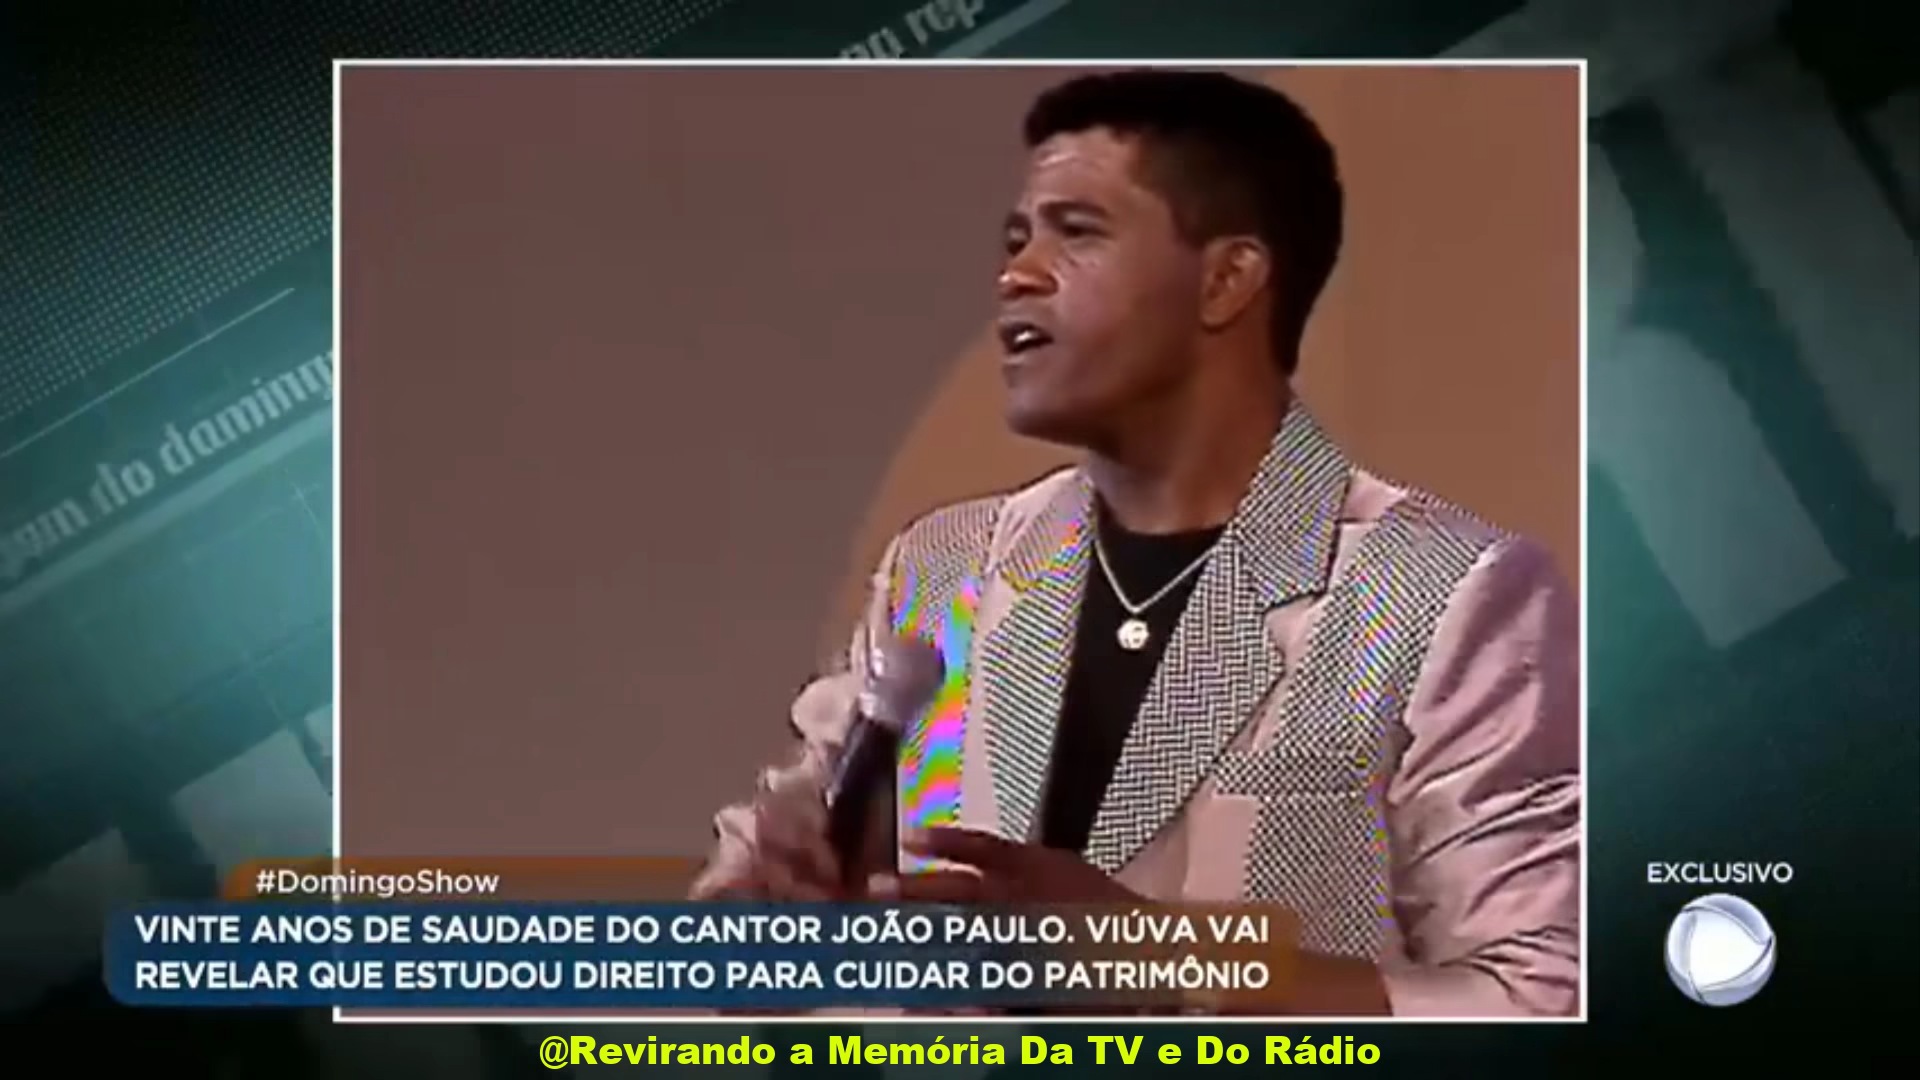 #DomingoShow
VINTE ANOS DE SAUDADE DO CANTOR JOÃO PAULO. VIÚVA VAI
REVELAR QUE ESTUDOU DIREITO PARA CUIDAR DO PATRIMÔNIO
EXCLUSIVO
@Revirando a Memória Da TV e Do Rádio